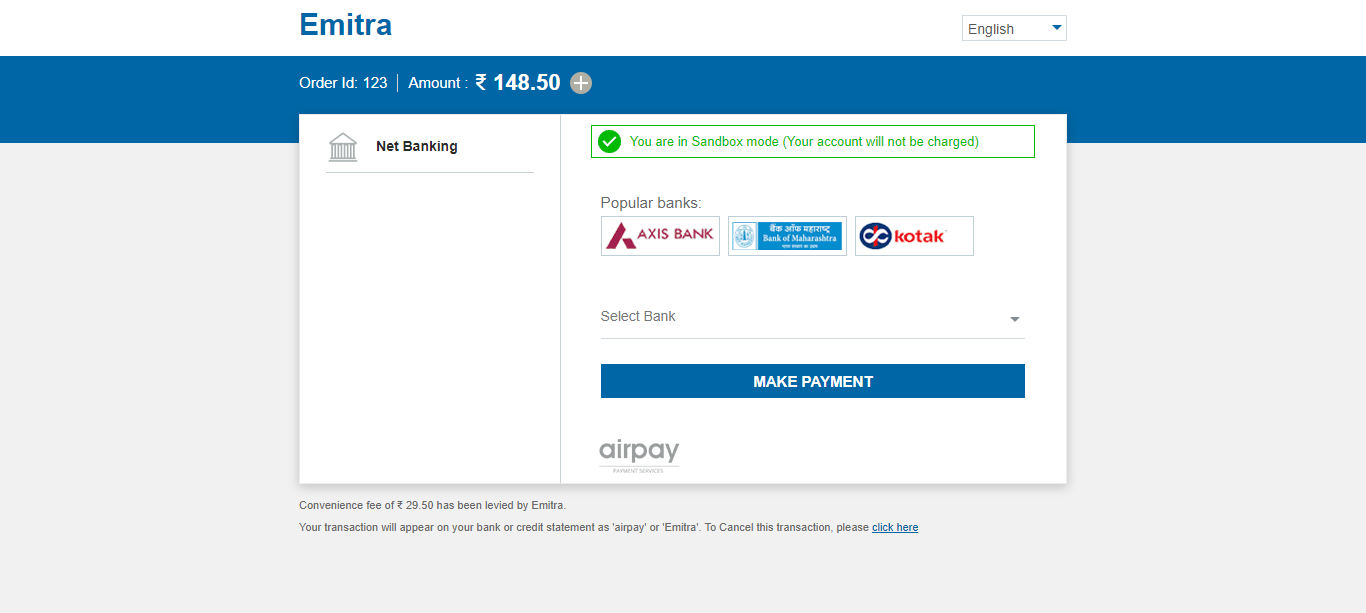 Emitra
English
Order Id: 123 | Amount : ₹ 148.50
Net Banking
You are in Sandbox mode (Your account will not be charged)
Popular banks:
AXIS BANK
बैंक ऑफ महाराष्ट्र
Bank of Maharashtra
kotak
Select Bank
MAKE PAYMENT
airpay
PAYMENT SERVICES
Convenience fee of ₹ 29.50 has been levied by Emitra.
Your transaction will appear on your bank or credit statement as 'airpay' or 'Emitra'. To Cancel this transaction, please click here